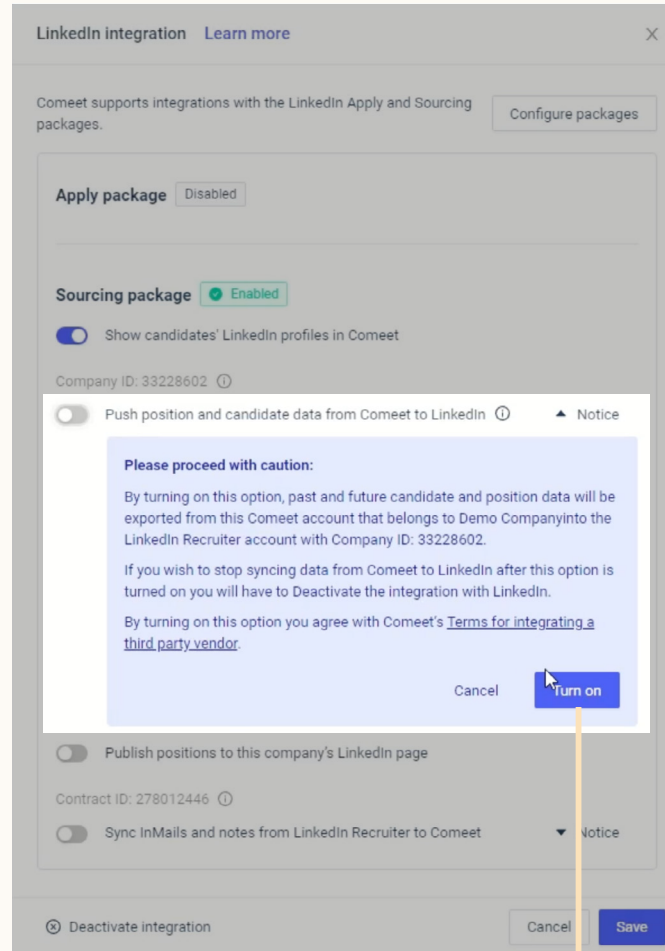 LinkedIn integration Learn more
Comeet supports integrations with the LinkedIn Apply and Sourcing
packages.
Configure packages
Apply package Disabled
Sourcing package Enabled
Show candidates' LinkedIn profiles in Comeet
Company ID: 33228602
Push position and candidate data from Comeet to LinkedIn Notice
Please proceed with caution:
By turning on this option, past and future candidate and position data will be
exported from this Comeet account that belongs to Demo Companyinto the
LinkedIn Recruiter account with Company ID: 33228602.
If you wish to stop syncing data from Comeet to LinkedIn after this option is
turned on you will have to Deactivate the integration with LinkedIn.
By turning on this option you agree with Comeet's Terms for integrating a
third party vendor.
Cancel Turn on
Publish positions to this company's LinkedIn page
Contract ID: 278012446
Sync InMails and notes from LinkedIn Recruiter to Comeet Notice
Deactivate integration Cancel Save